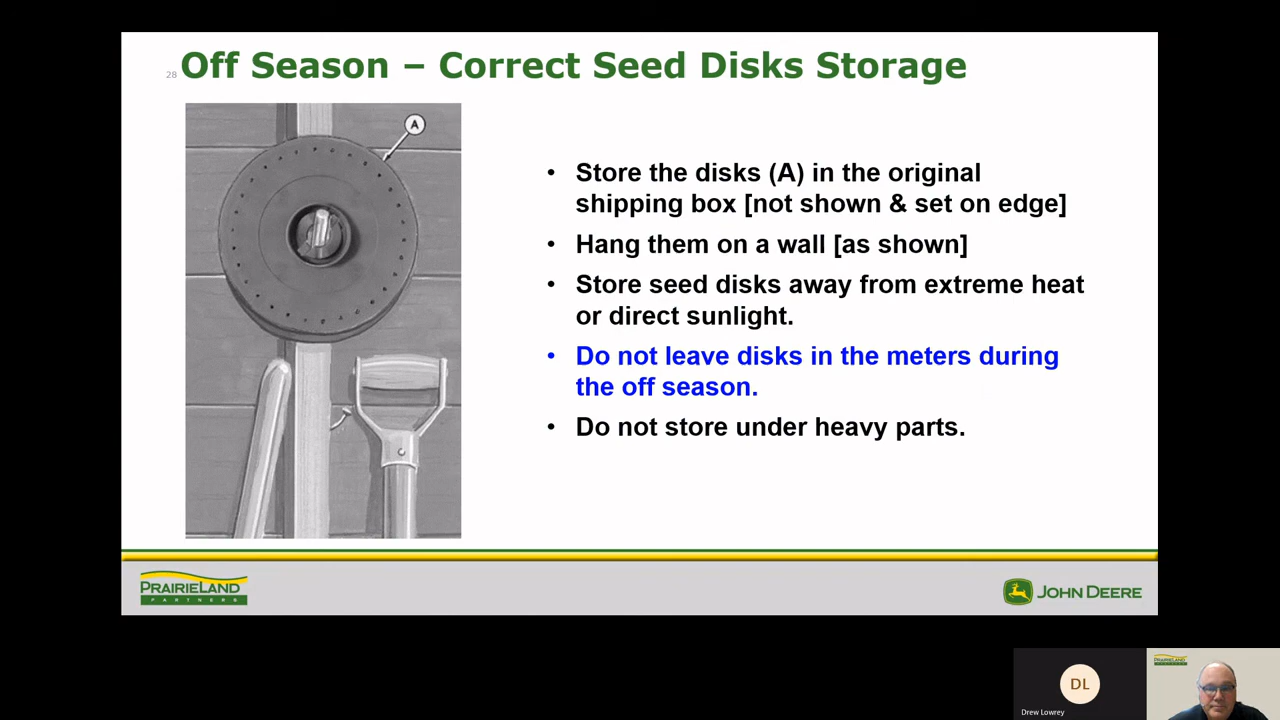 28
Off Season – Correct Seed Disks Storage
A
• Store the disks (A) in the original
shipping box [not shown & set on edge]
• Hang them on a wall [as shown]
• Store seed disks away from extreme heat
or direct sunlight.
• Do not leave disks in the meters during
the off season.
• Do not store under heavy parts.
PRAIRIELAND
PARTNERS
JOHN DEERE
DL
Drew Lowrey
PRAIRIELAND